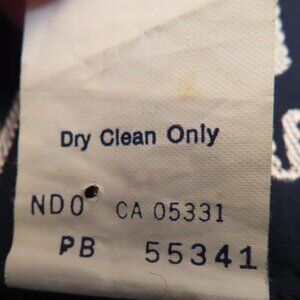 Dry Clean Only
NDO CA 05331
PB 55341